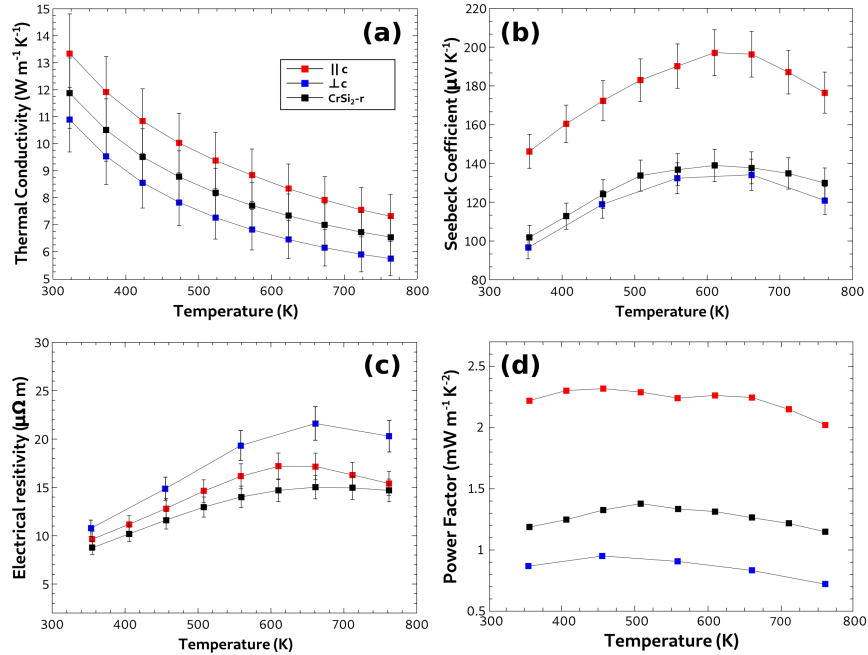 (a)
Thermal Conductivity (W m⁻¹ K⁻¹)
15
14
13
12
11
10
9
8
7
6
5
|| c
⊥c
CrSi₂-r
300 400 500 600 700 800
Temperature (K)
(b)
Seebeck Coefficient (μV K⁻¹)
220
200
180
160
140
120
100
80
300 400 500 600 700 800
Temperature (K)
(c)
Electrical resitivity (μΩ m)
30
25
20
15
10
5
300 400 500 600 700 800
Temperature (K)
(d)
Power Factor (mW m⁻¹ K⁻²)
2.5
2
1.5
1
0.5
300 400 500 600 700 800
Temperature (K)